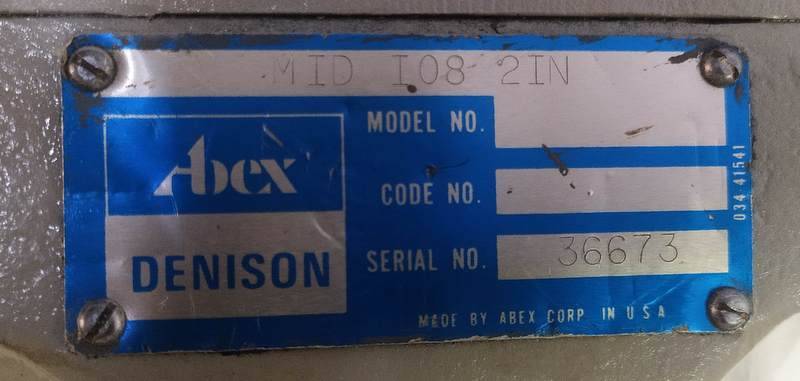 MID I08 2IN
MODEL NO.
Abex
CODE NO.
DENISON
SERIAL NO. 36673
MADE BY ABEX CORP IN U S A
034 41541